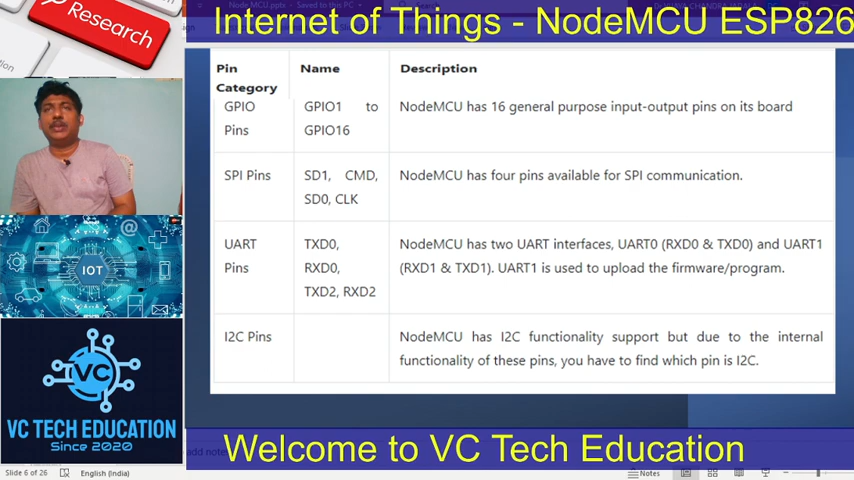 Research
Internet of Things - NodeMCU ESP826
Pin Category
Name
Description
GPIO Pins
GPIO1 to GPIO16
NodeMCU has 16 general purpose input-output pins on its board
SPI Pins
SD1, CMD,
SD0, CLK
NodeMCU has four pins available for SPI communication.
UART Pins
TXD0,
RXD0,
TXD2, RXD2
NodeMCU has two UART interfaces, UART0 (RXD0 & TXD0) and UART1
(RXD1 & TXD1). UART1 is used to upload the firmware/program.
I2C Pins
NodeMCU has I2C functionality support but due to the internal
functionality of these pins, you have to find which pin is I2C.
IOT
VC
VC TECH EDUCATION
Since 2020
Welcome to VC Tech Education
Slide 6 of 26
English (India)
Notes